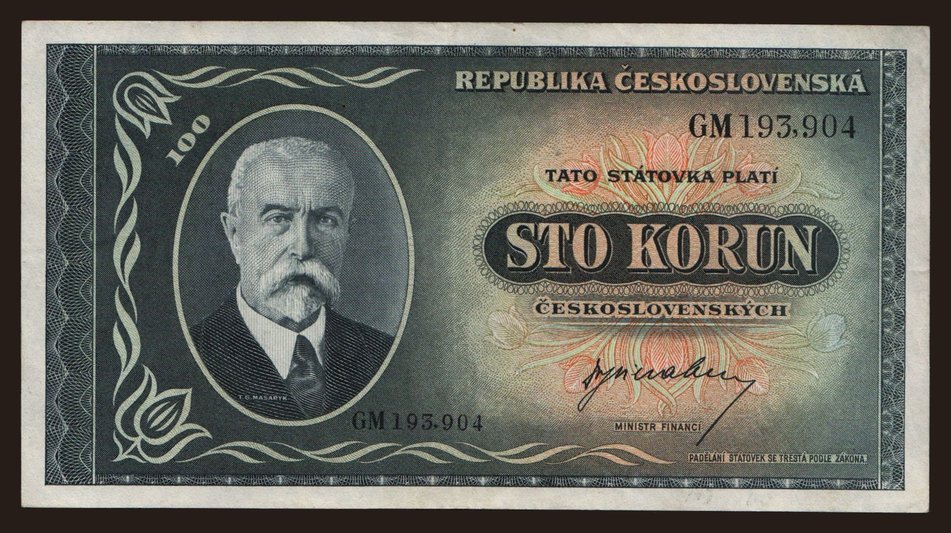 REPUBLIKA ČESKOSLOVENSKÁ
GM 193,904
100
TATO STÁTOVKA PLATÍ
STO KORUN
ČESKOSLOVENSKÝCH
T. G. MASARYK
GM 193,904
MINISTR FINANCÍ
PADĚLÁNÍ STÁTOVEK SE TRESTÁ PODLE ZÁKONA.